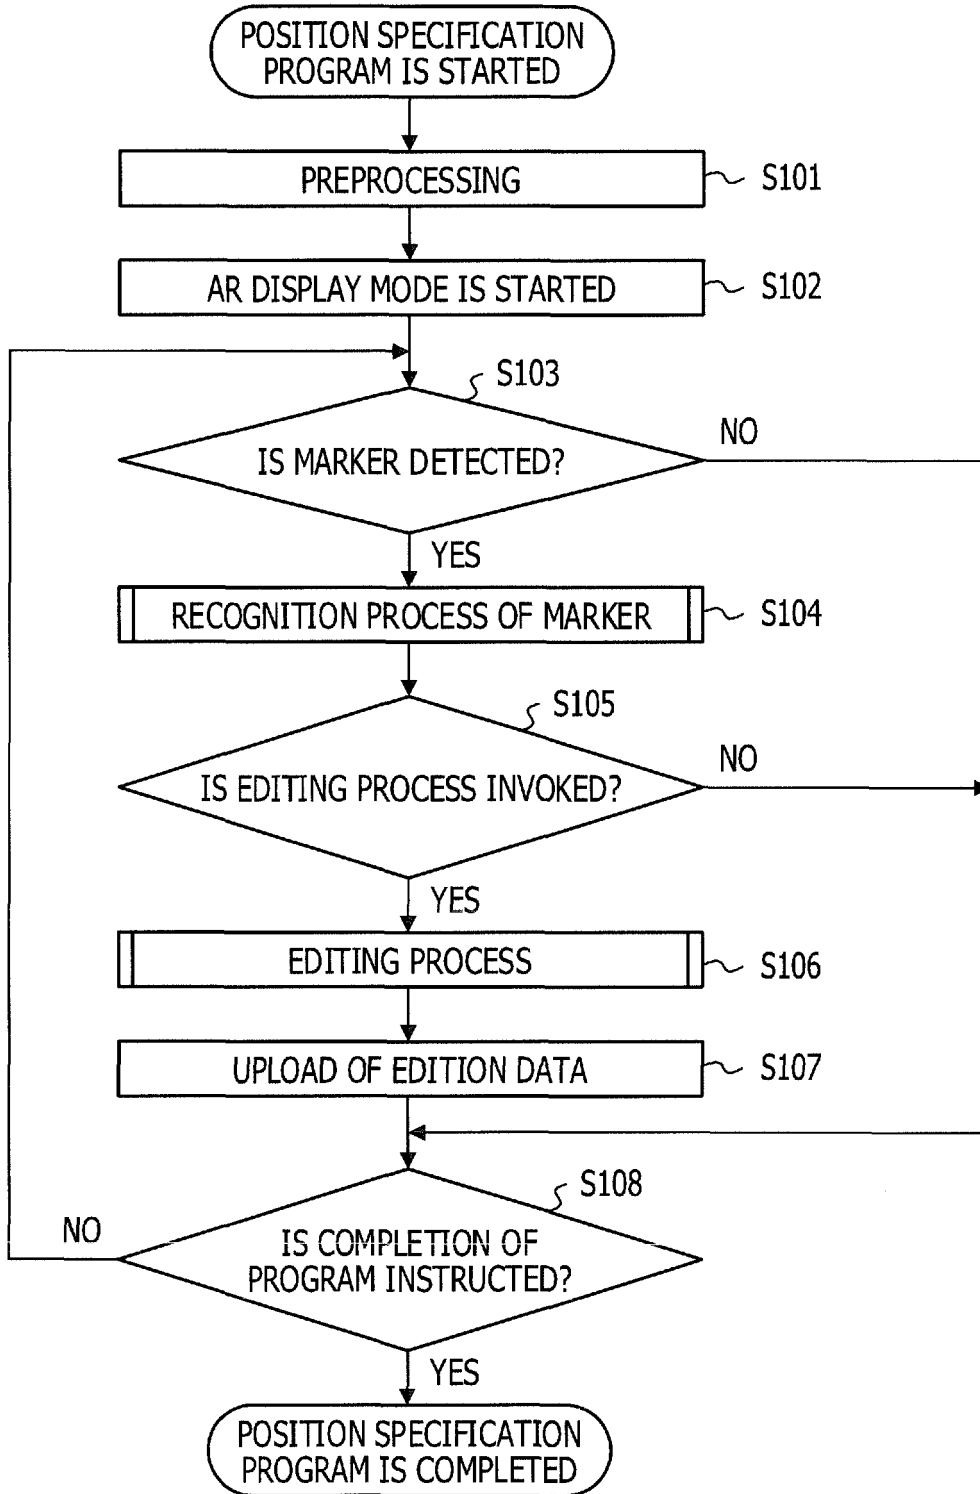 POSITION SPECIFICATION
PROGRAM IS STARTED
PREPROCESSING
S101
AR DISPLAY MODE IS STARTED
S102
S103
IS MARKER DETECTED?
NO
YES
RECOGNITION PROCESS OF MARKER
S104
S105
IS EDITING PROCESS INVOKED?
NO
YES
EDITING PROCESS
S106
UPLOAD OF EDITION DATA
S107
S108
NO
IS COMPLETION OF
PROGRAM INSTRUCTED?
YES
POSITION SPECIFICATION
PROGRAM IS COMPLETED